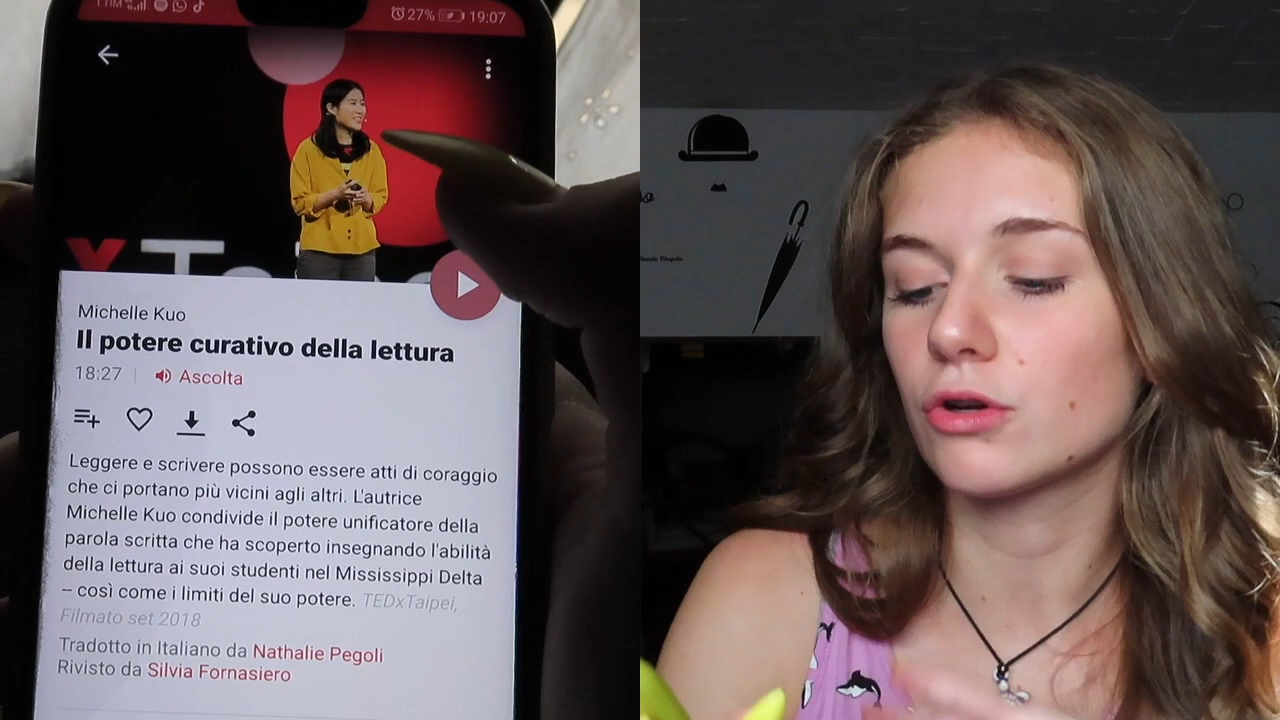 27% 19:07
Michelle Kuo
Il potere curativo della lettura
18:27 | Ascolta
Leggere e scrivere possono essere atti di coraggio
che ci portano più vicini agli altri. L'autrice
Michelle Kuo condivide il potere unificatore della
parola scritta che ha scoperto insegnando l'abilità
della lettura ai suoi studenti nel Mississippi Delta
– così come i limiti del suo potere. TEDxTaipei,
Filmato set 2018
Tradotto in Italiano da Nathalie Pegoli
Rivisto da Silvia Fornasiero